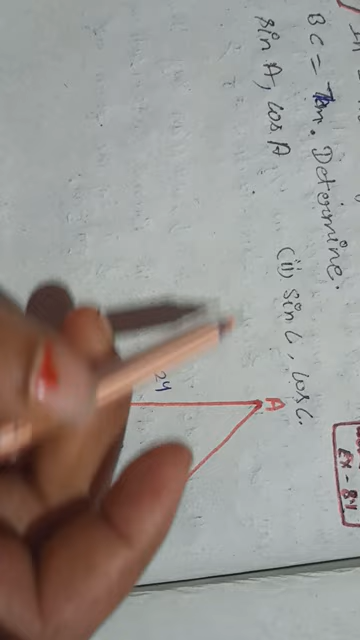 BC = 7cm. Determine.
sin A, cos A (ii) sin C, cos C.
EX - 8.1
24
A